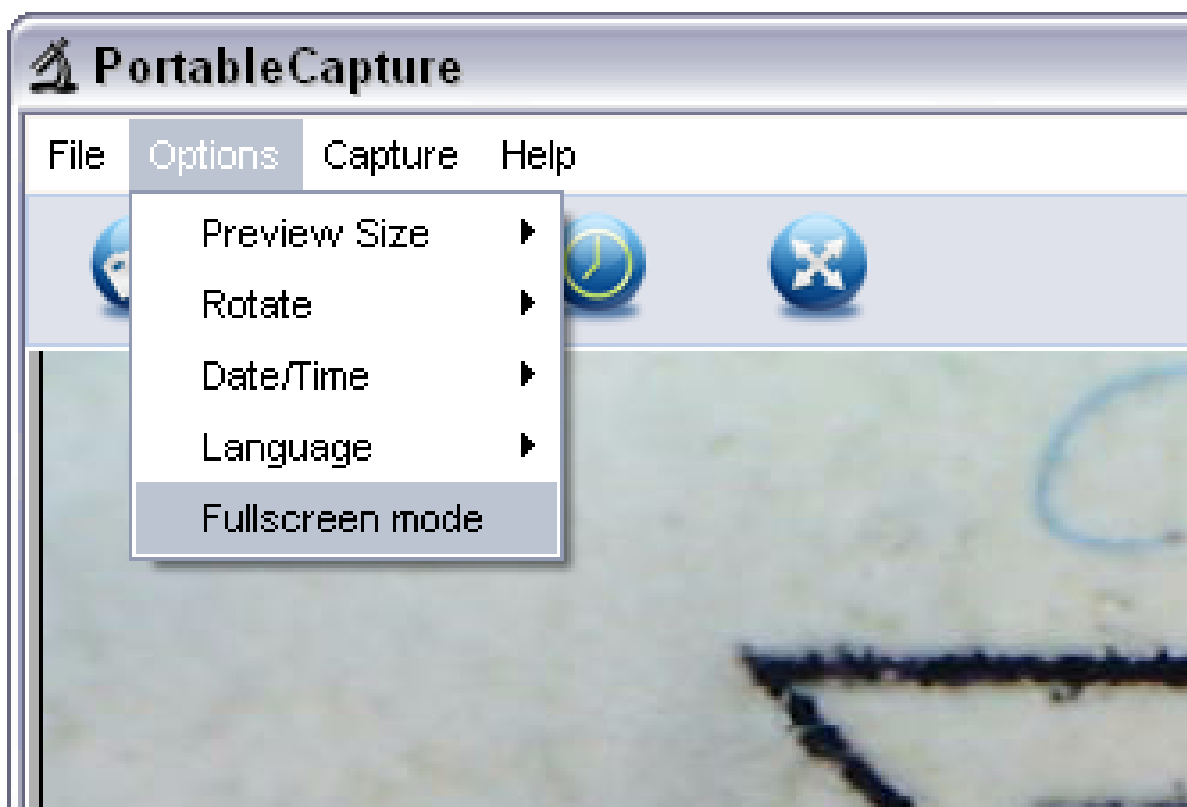 PortableCapture
File Options Capture Help
Preview Size
Rotate
Date/Time
Language
Fullscreen mode